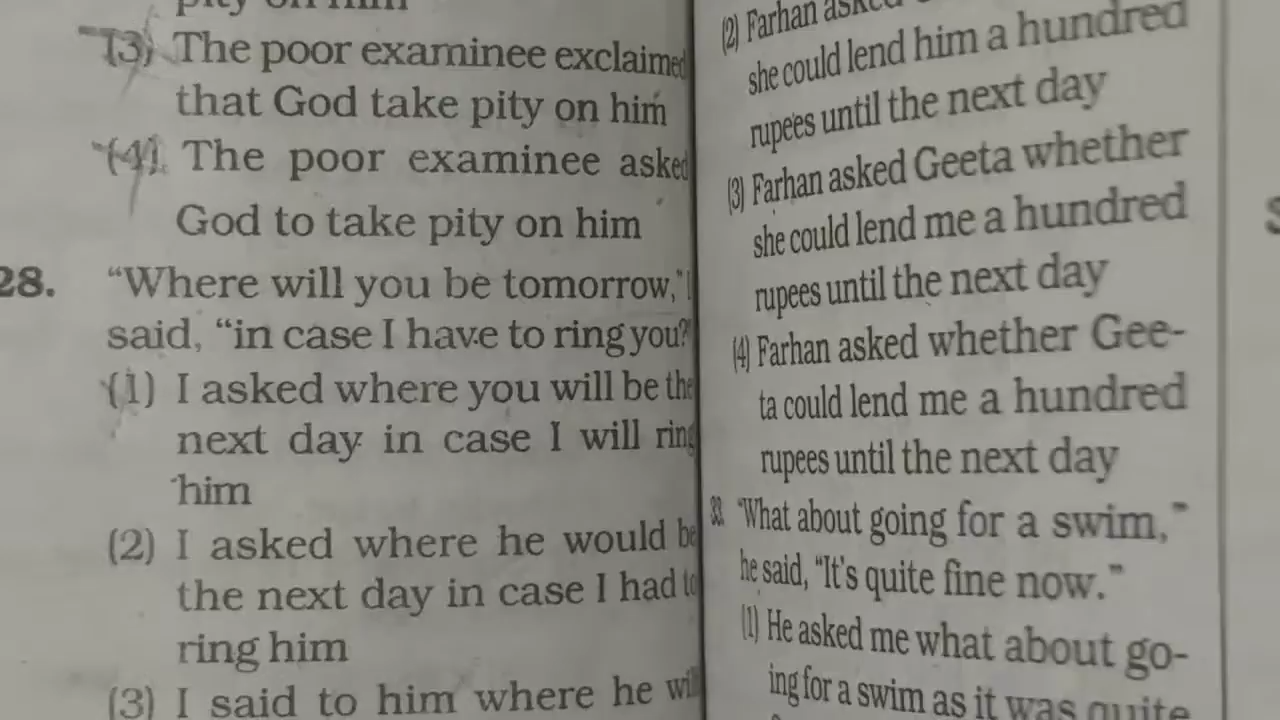 pity on him
(3) The poor examinee exclaimed
that God take pity on him
(4) The poor examinee asked
God to take pity on him
28. “Where will you be tomorrow,” I
said, “in case I have to ring you?”
(1) I asked where you will be the
next day in case I will ring
him
(2) I asked where he would be
the next day in case I had to
ring him
(3) I said to him where he will
(2) Farhan asked
she could lend him a hundred
rupees until the next day
(3) Farhan asked Geeta whether
she could lend me a hundred
rupees until the next day
(4) Farhan asked whether Gee-
ta could lend me a hundred
rupees until the next day
33. “What about going for a swim,”
he said, “It's quite fine now.”
(1) He asked me what about go-
ing for a swim as it was quite